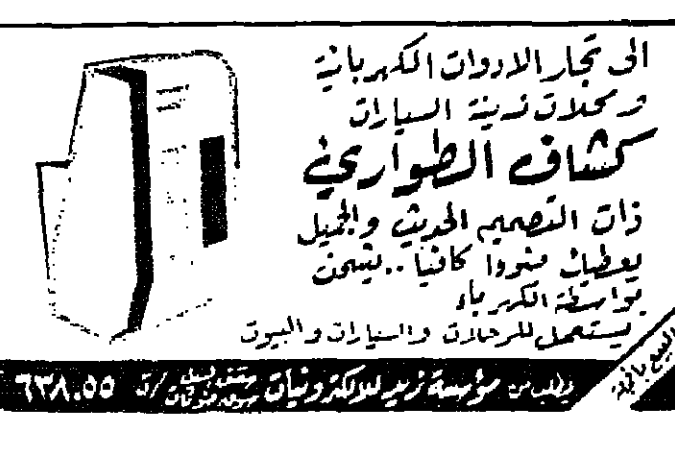 الى تجار الادوات الكهربائية
ومحلات زينة السيارات
كشاف الطوارئ
ذات التصميم الحديث والجميل
يعطيك ضوءا كافيا .. يشحن
بواسطة الكهرباء
يستعمل للرحلات والسيارات والبيوت
البيع بالجملة
يطلب من مؤسسة زيد للالكترونيات /ت ٦٣٨٠٥٥